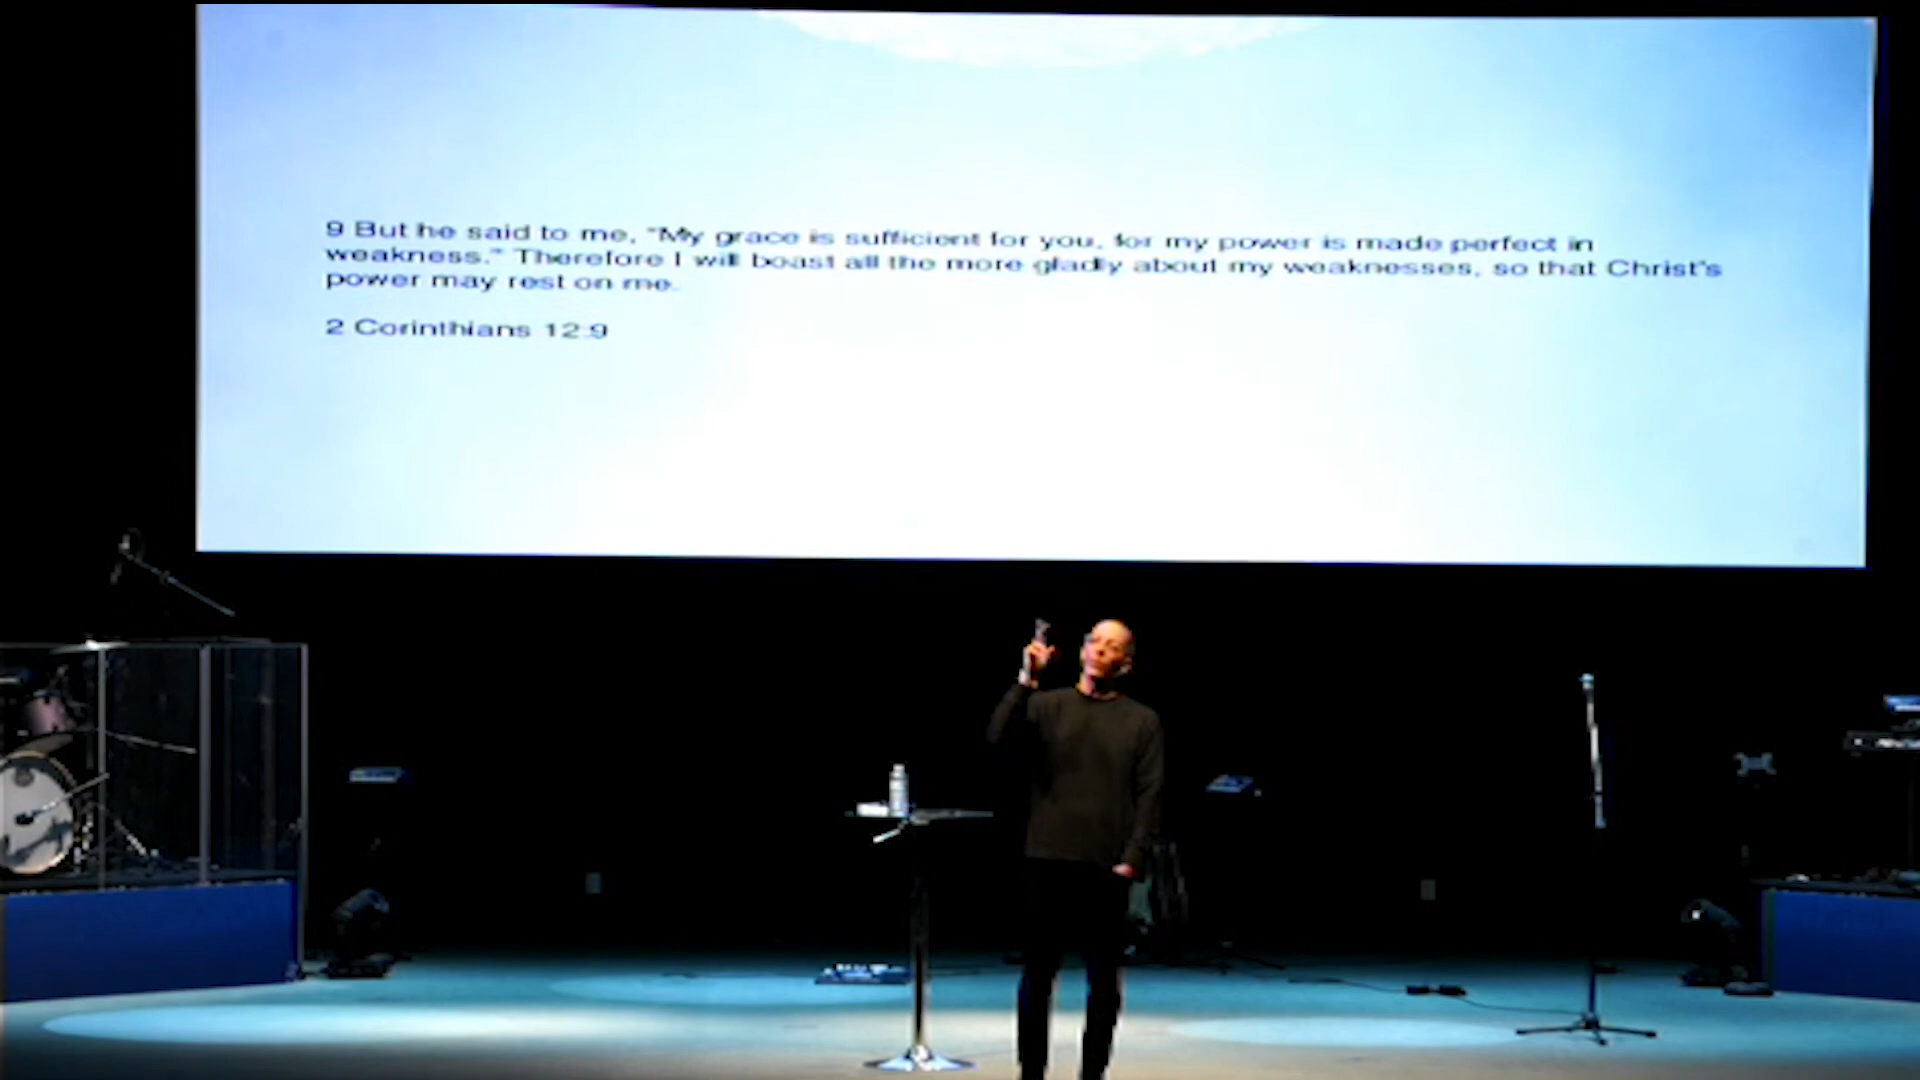 9 But he said to me, "My grace is sufficient for you, for my power is made perfect in
weakness." Therefore I will boast all the more gladly about my weaknesses, so that Christ's
power may rest on me.
2 Corinthians 12:9